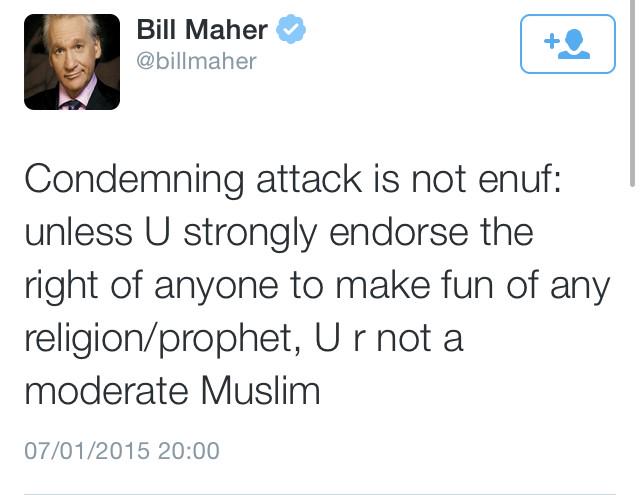 Bill Maher
@billmaher
Condemning attack is not enuf:
unless U strongly endorse the
right of anyone to make fun of any
religion/prophet, U r not a
moderate Muslim
07/01/2015 20:00